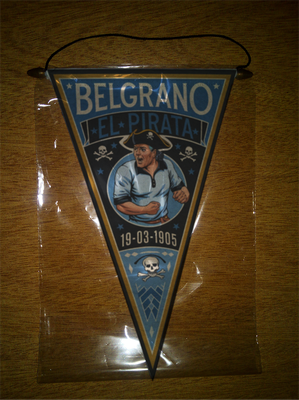 BELGRANO
EL PIRATA
19-03-1905